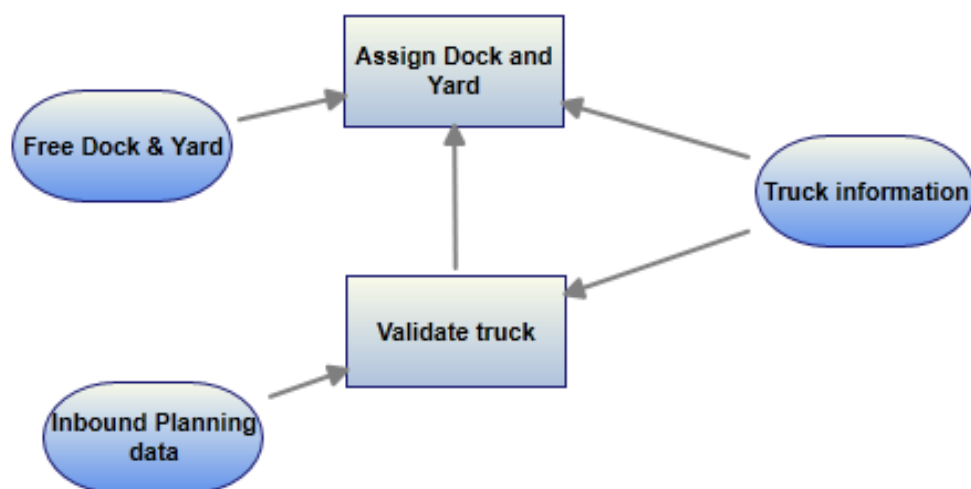 Assign Dock and
Yard
Free Dock & Yard
Truck information
Validate truck
Inbound Planning
data